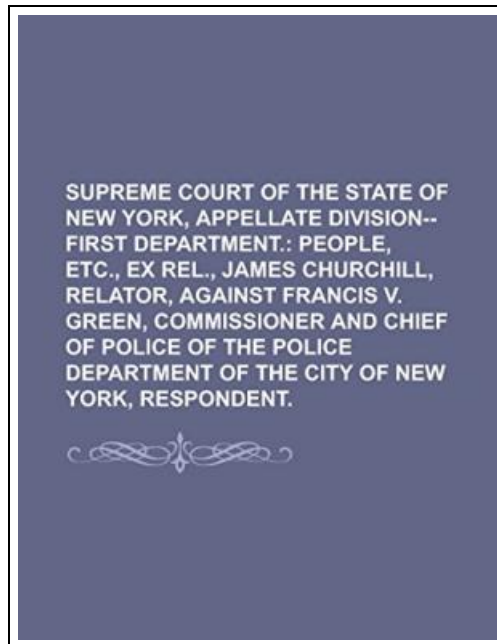 SUPREME COURT OF THE STATE OF
NEW YORK, APPELLATE DIVISION--
FIRST DEPARTMENT.: PEOPLE,
ETC., EX REL., JAMES CHURCHILL,
RELATOR, AGAINST FRANCIS V.
GREEN, COMMISSIONER AND CHIEF
OF POLICE OF THE POLICE
DEPARTMENT OF THE CITY OF NEW
YORK, RESPONDENT.